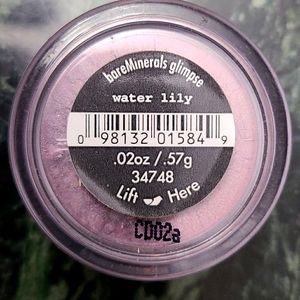 bareMinerals glimpse
water lily
0 98132 01584 9
.02oz / .57g
34748
Lift Here
CD02a